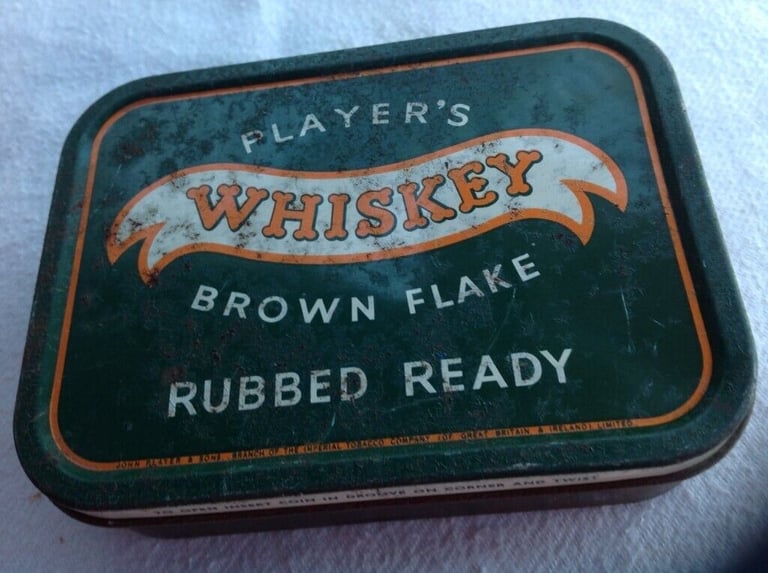 PLAYER'S
WHISKEY
BROWN FLAKE
RUBBED READY
JOHN PLAYER & SONS, BRANCH OF THE IMPERIAL TOBACCO COMPANY (OF GREAT BRITAIN & IRELAND) LIMITED
TO OPEN INSERT COIN IN GROOVE ON CORNER AND TWIST